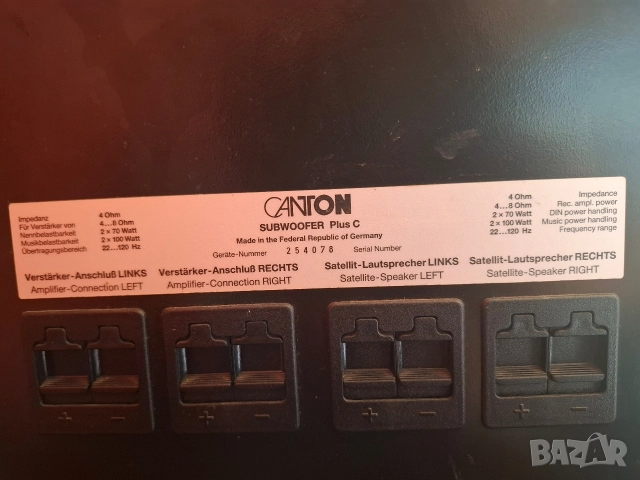 CANTON
SUBWOOFER Plus C
Made in the Federal Republic of Germany
Geräte-Nummer 254078 Serial Number
Impedanz 4 Ohm
Für Verstärker von 4...8 Ohm
Nennbelastbarkeit 2 x 70 Watt
Musikbelastbarkeit 2 x 100 Watt
Übertragungsbereich 22...120 Hz
4 Ohm Impedance
4...8 Ohm Rec. ampl. power
2 x 70 Watt DIN power handling
2 x 100 Watt Music power handling
22...120 Hz Frequency range
Verstärker-Anschluß LINKS
Amplifier-Connection LEFT
Verstärker-Anschluß RECHTS
Amplifier-Connection RIGHT
Satellit-Lautsprecher LINKS
Satellite-Speaker LEFT
Satellit-Lautsprecher RECHTS
Satellite-Speaker RIGHT
+ − + − + − + −
BAZAR